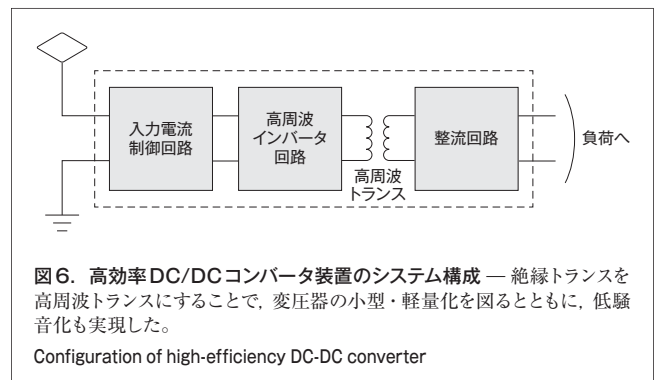 入力電流
制御回路
高周波
インバータ
回路
高周波
トランス
整流回路
負荷へ
図6．高効率DC/DCコンバータ装置のシステム構成 — 絶縁トランスを
高周波トランスにすることで，変圧器の小型・軽量化を図るとともに，低騒
音化も実現した。
Configuration of high-efficiency DC-DC converter